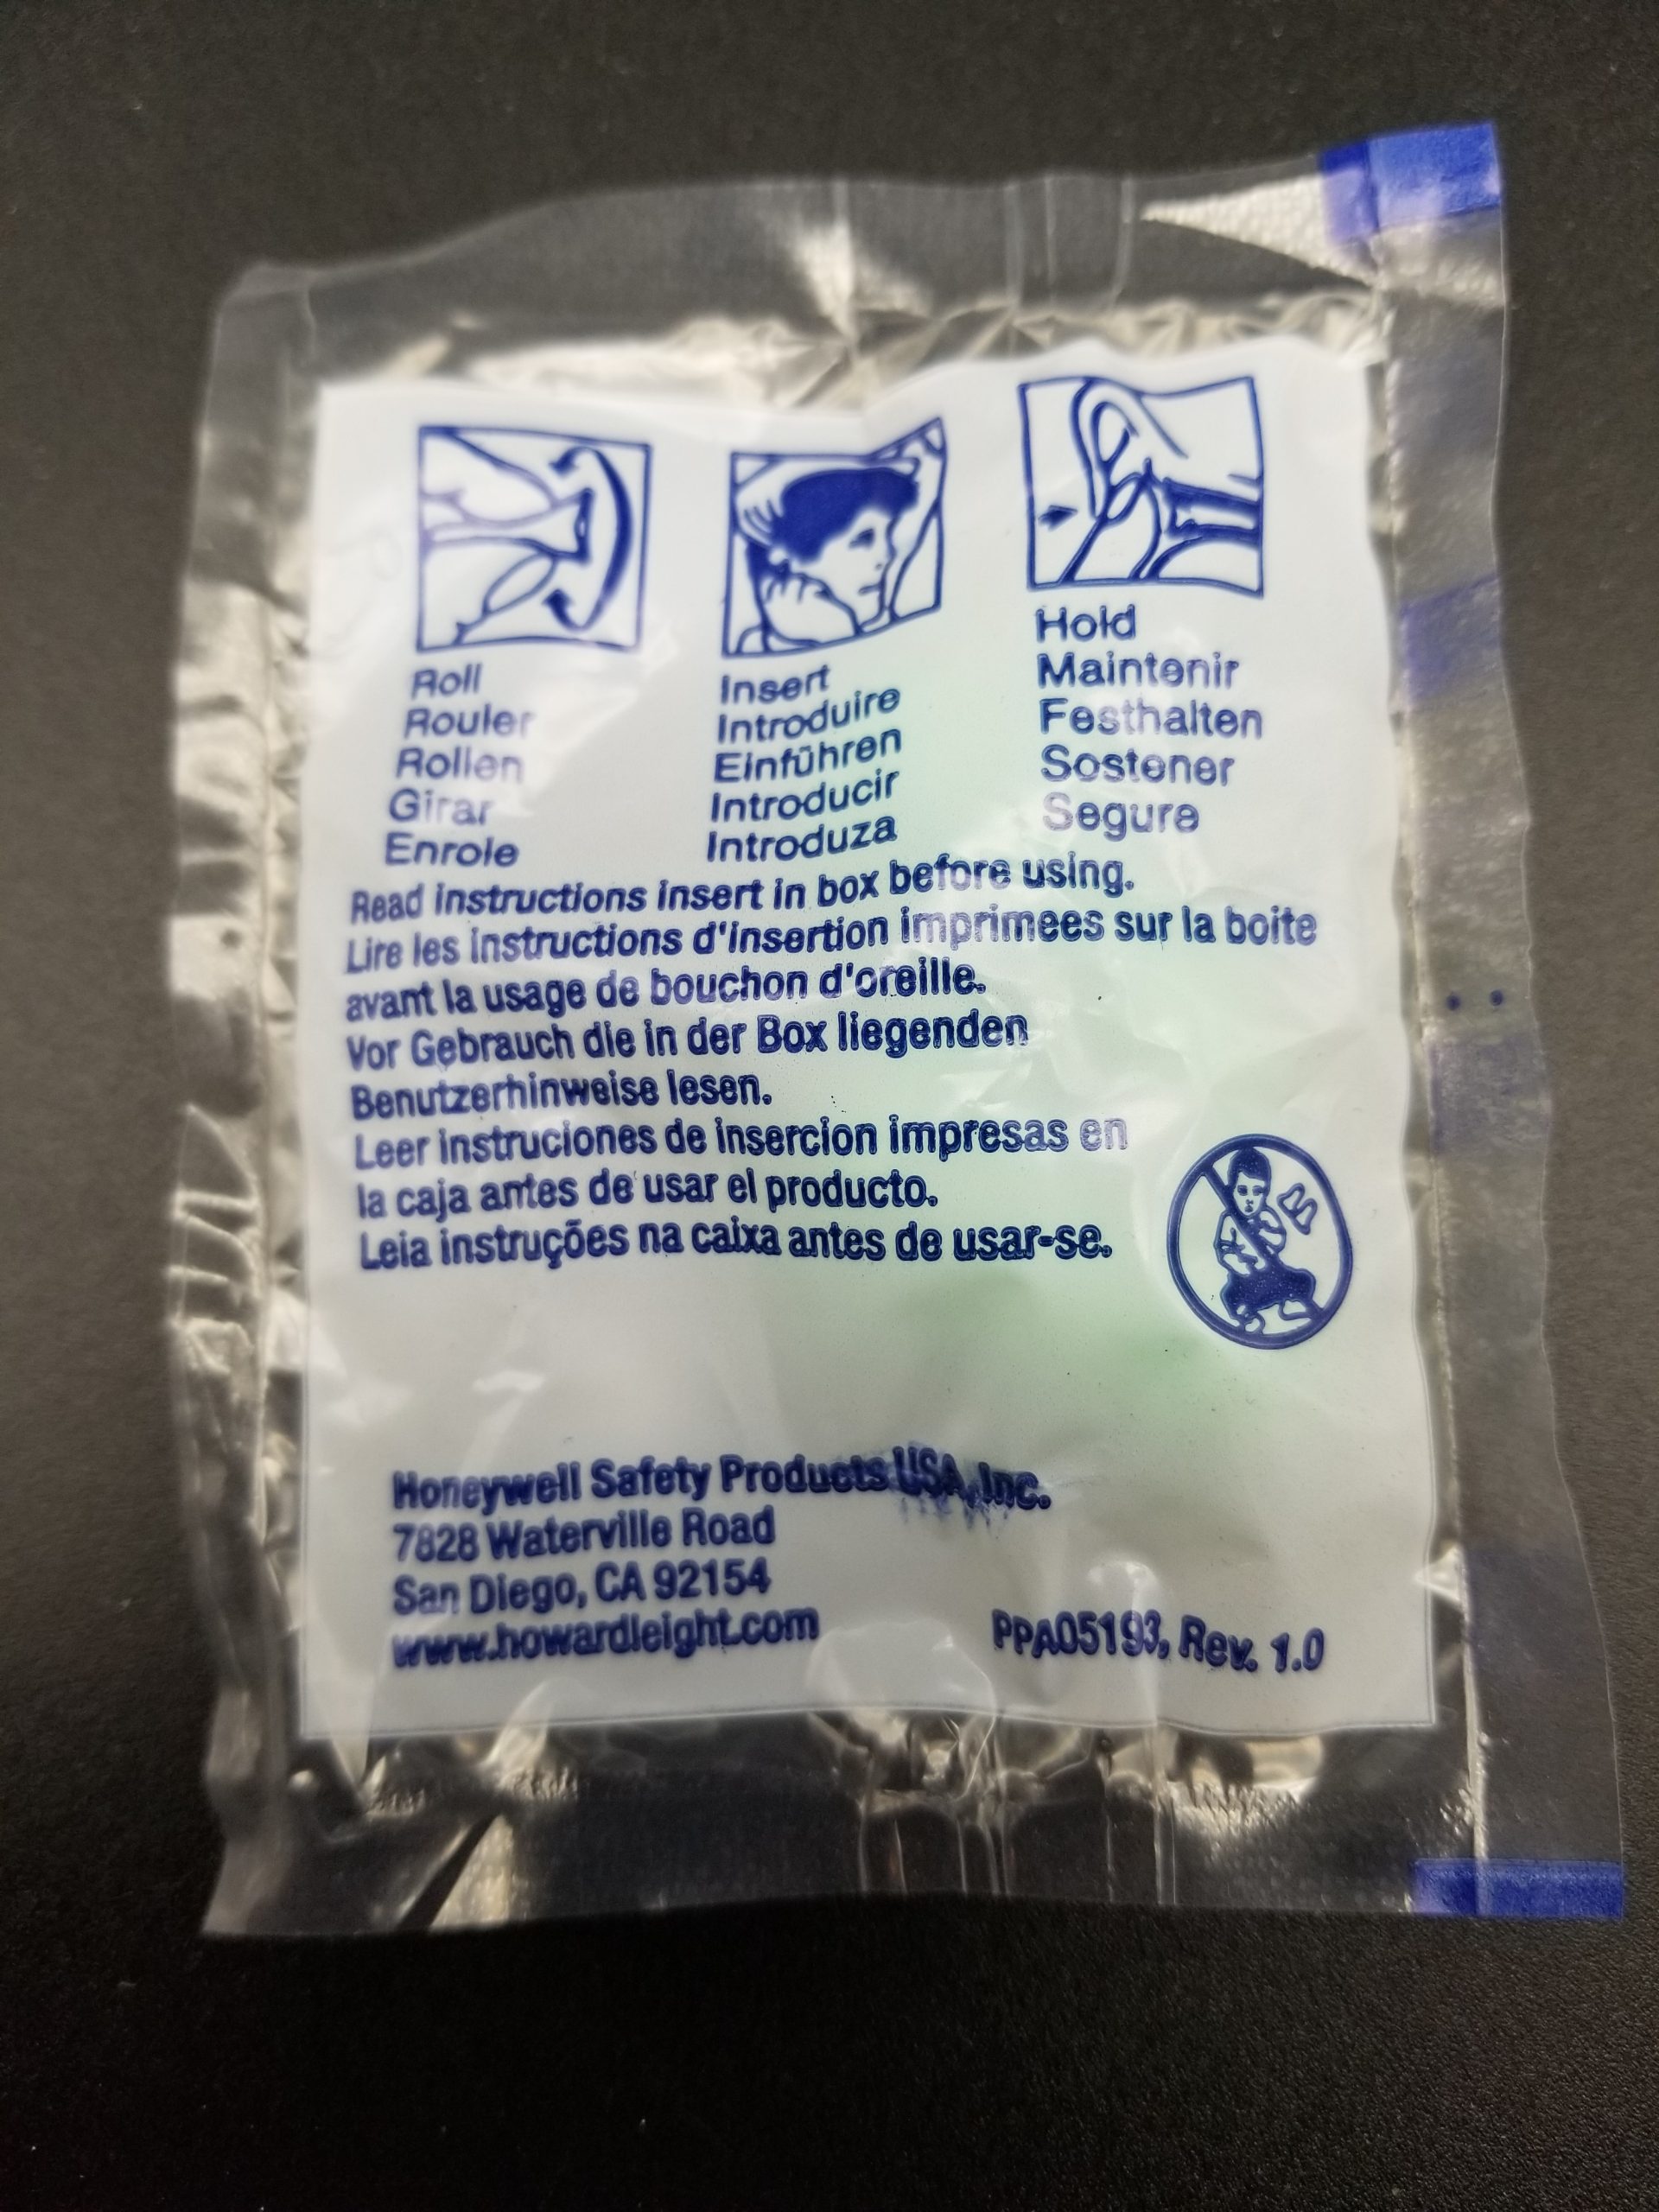 Roll
Rouler
Rollen
Girar
Enrole
Insert
Introduire
Einführen
Introducir
Introduza
Hold
Maintenir
Festhalten
Sostener
Segure
Read instructions insert in box before using.
Lire les instructions d'insertion imprimees sur la boite
avant la usage de bouchon d'oreille.
Vor Gebrauch die in der Box liegenden
Benutzerhinweise lesen.
Leer instruciones de insercion impresas en
la caja antes de usar el producto.
Leia instruções na caixa antes de usar-se.
Honeywell Safety Products USA, Inc.
7828 Waterville Road
San Diego, CA 92154
www.howardleight.com
PPA05193, Rev. 1.0